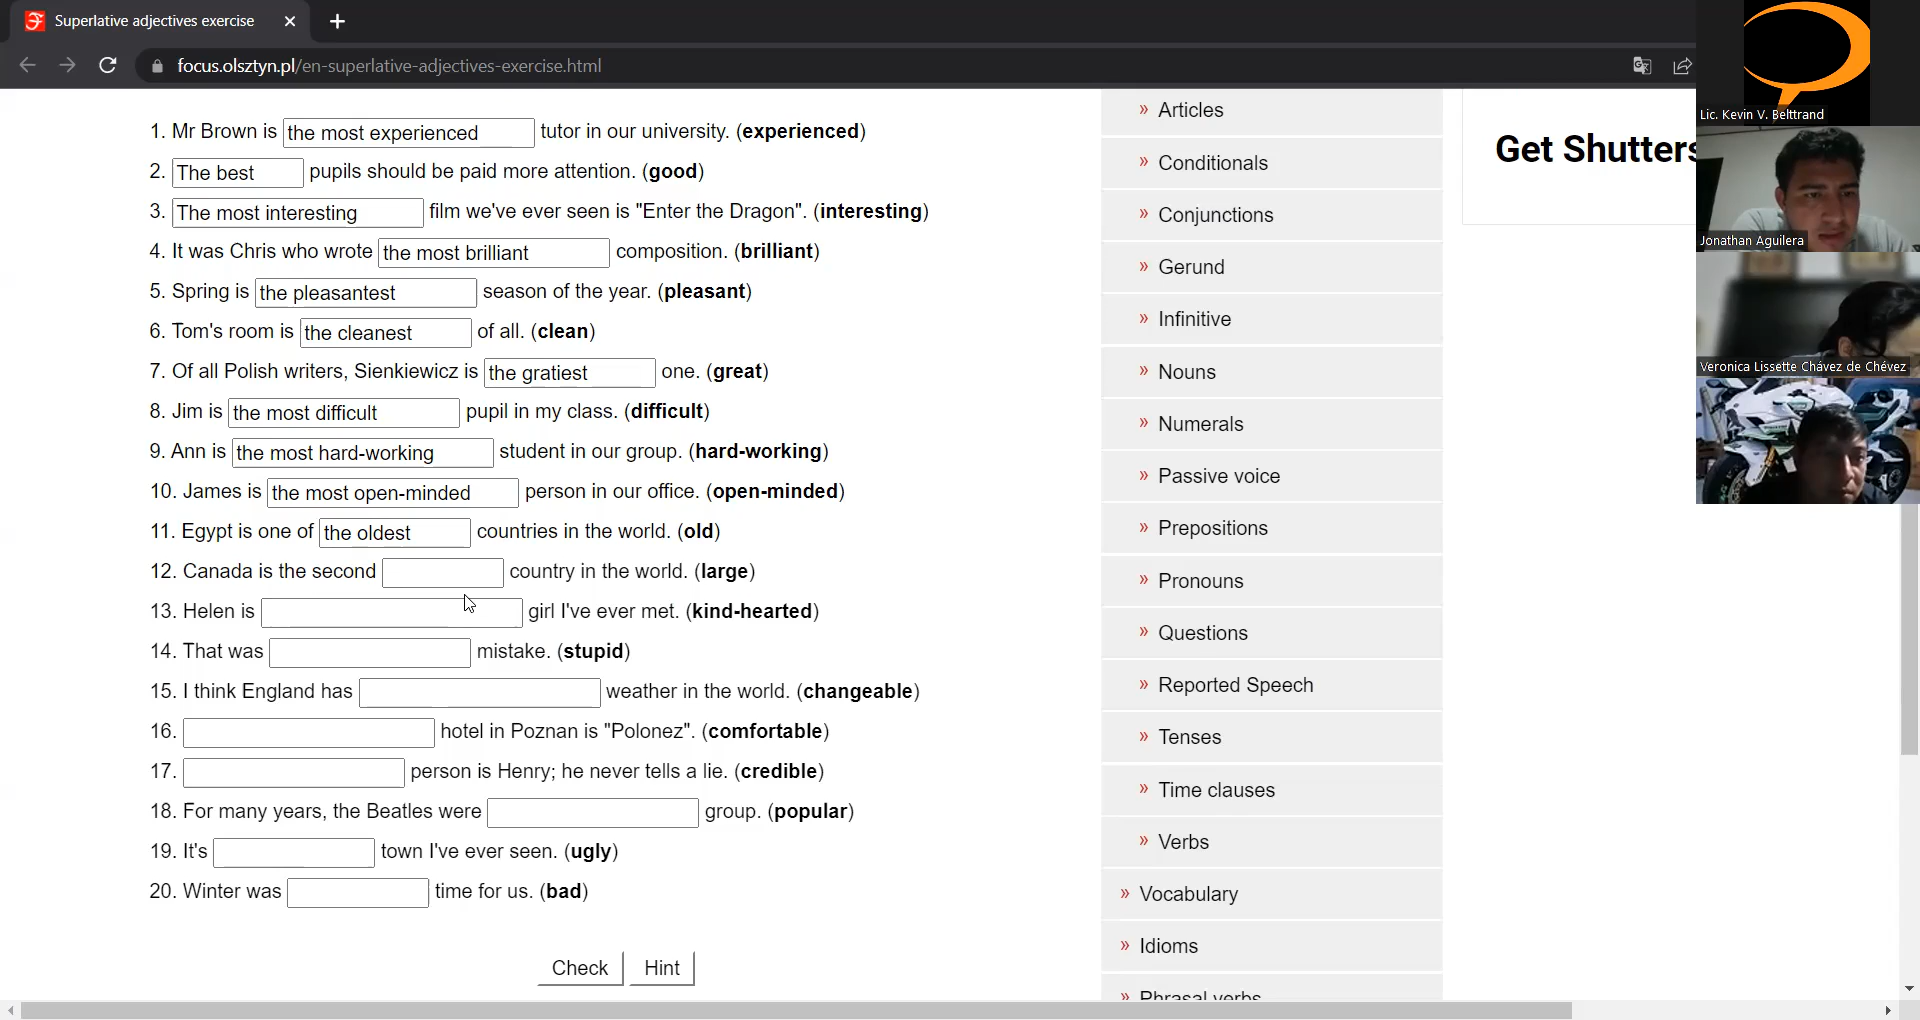 Superlative adjectives exercise
focus.olsztyn.pl/en-superlative-adjectives-exercise.html
1. Mr Brown is the most experienced tutor in our university. (experienced)
2. The best pupils should be paid more attention. (good)
3. The most interesting film we've ever seen is "Enter the Dragon". (interesting)
4. It was Chris who wrote the most brilliant composition. (brilliant)
5. Spring is the pleasantest season of the year. (pleasant)
6. Tom's room is the cleanest of all. (clean)
7. Of all Polish writers, Sienkiewicz is the gratiest one. (great)
8. Jim is the most difficult pupil in my class. (difficult)
9. Ann is the most hard-working student in our group. (hard-working)
10. James is the most open-minded person in our office. (open-minded)
11. Egypt is one of the oldest countries in the world. (old)
12. Canada is the second country in the world. (large)
13. Helen is girl I've ever met. (kind-hearted)
14. That was mistake. (stupid)
15. I think England has weather in the world. (changeable)
16. hotel in Poznan is "Polonez". (comfortable)
17. person is Henry; he never tells a lie. (credible)
18. For many years, the Beatles were group. (popular)
19. It's town I've ever seen. (ugly)
20. Winter was time for us. (bad)
Check Hint
» Articles
» Conditionals
» Conjunctions
» Gerund
» Infinitive
» Nouns
» Numerals
» Passive voice
» Prepositions
» Pronouns
» Questions
» Reported Speech
» Tenses
» Time clauses
» Verbs
» Vocabulary
» Idioms
» Phrasal verbs
Get Shutters
Lic. Kevin V. Belttrand
Jonathan Aguilera
Veronica Lissette Chávez de Chévez